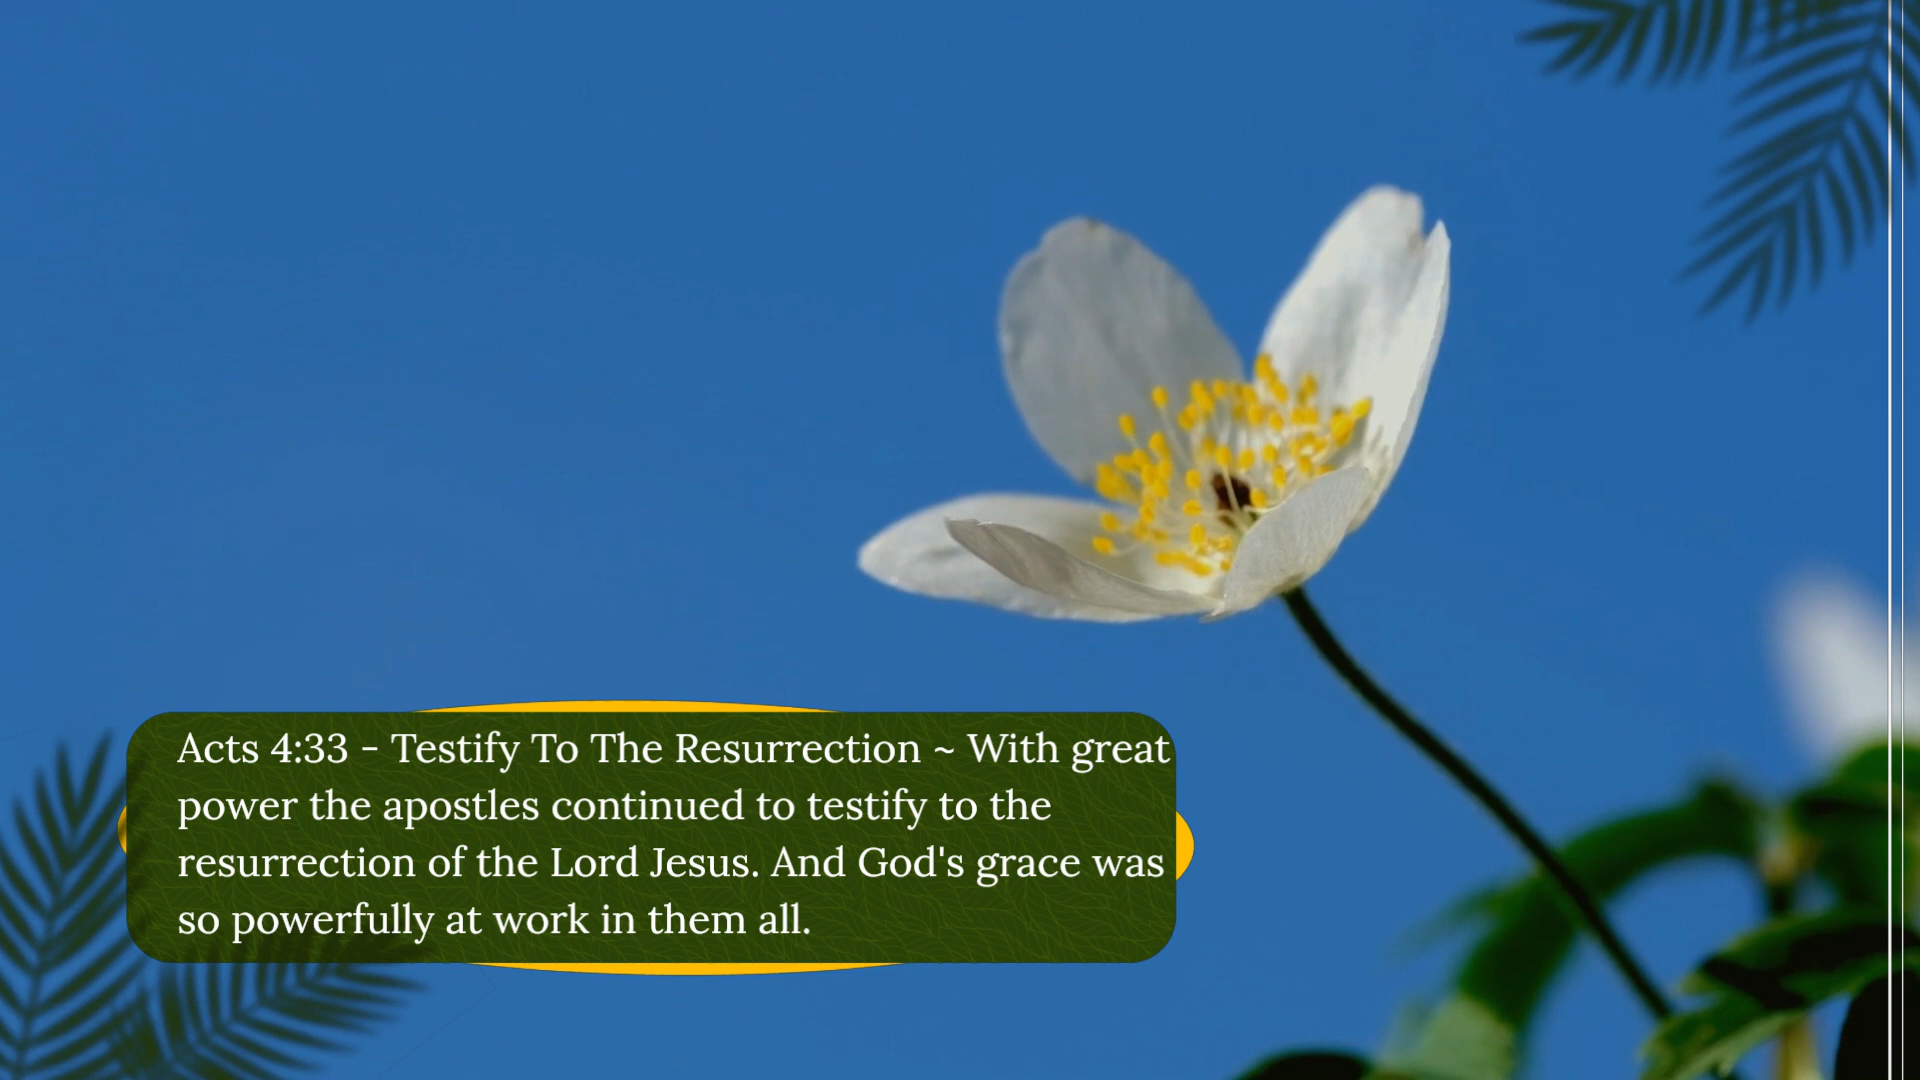 Acts 4:33 - Testify To The Resurrection ~ With great
power the apostles continued to testify to the
resurrection of the Lord Jesus. And God's grace was
so powerfully at work in them all.